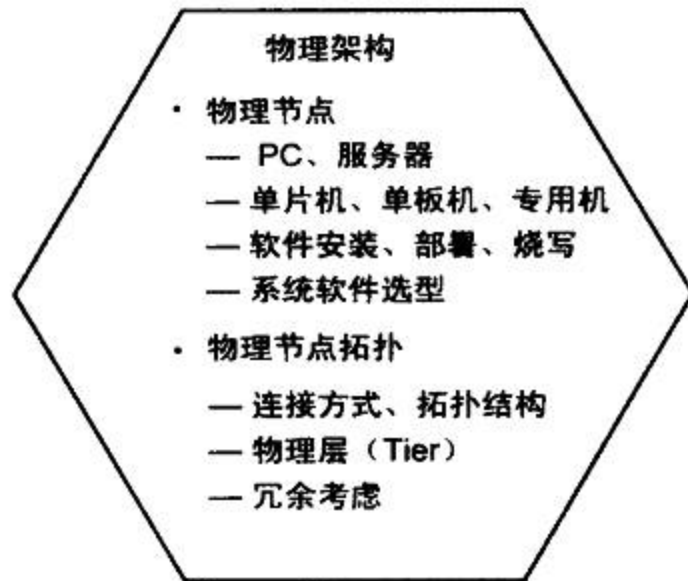 物理架构
· 物理节点
— PC、服务器
— 单片机、单板机、专用机
— 软件安装、部署、烧写
— 系统软件选型
· 物理节点拓扑
— 连接方式、拓扑结构
— 物理层（Tier）
— 冗余考虑